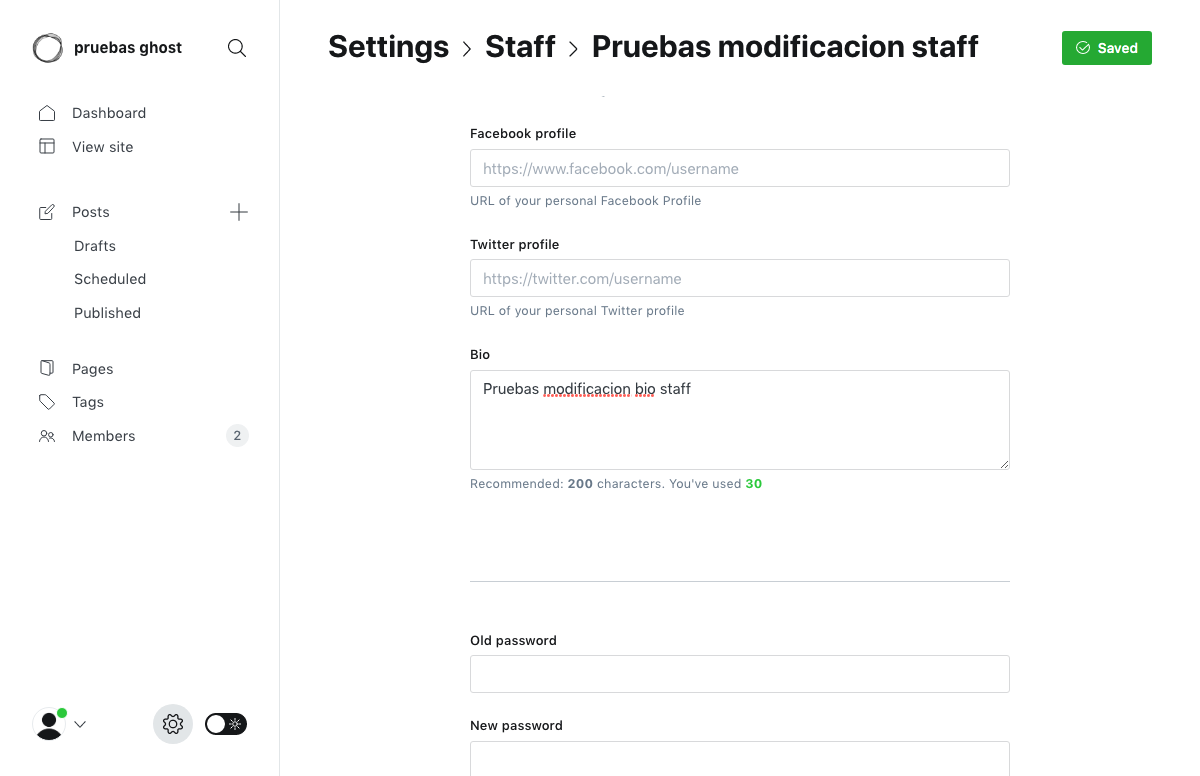 pruebas ghost
Settings > Staff > Pruebas modificacion staff
Saved
Dashboard
View site
Posts
Drafts
Scheduled
Published
Pages
Tags
Members 2
Facebook profile
https://www.facebook.com/username
URL of your personal Facebook Profile
Twitter profile
https://twitter.com/username
URL of your personal Twitter profile
Bio
Pruebas modificacion bio staff
Recommended: 200 characters. You've used 30
Old password
New password